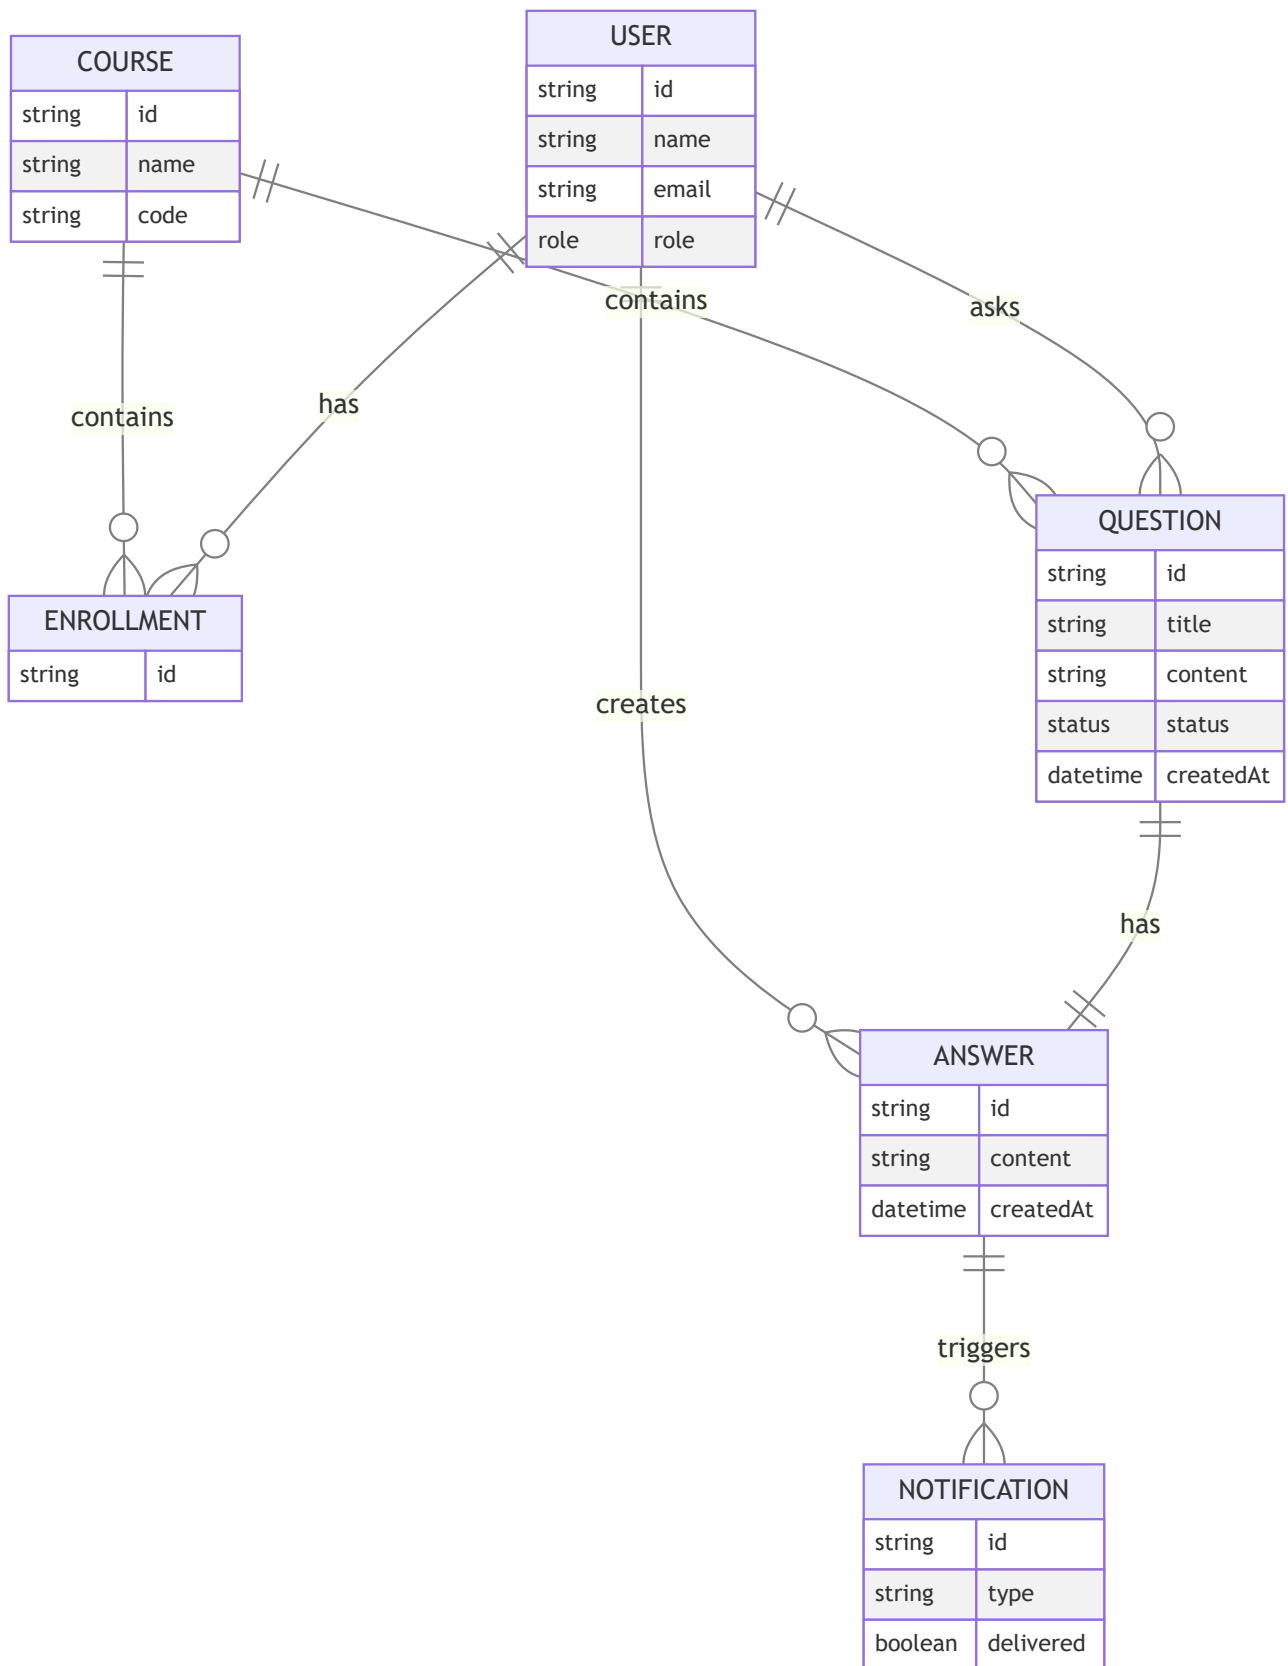 COURSE
string id
string name
string code
USER
string id
string name
string email
role role
contains
asks
contains
has
ENROLLMENT
string id
QUESTION
string id
string title
string content
status status
datetime createdAt
creates
has
ANSWER
string id
string content
datetime createdAt
triggers
NOTIFICATION
string id
string type
boolean delivered